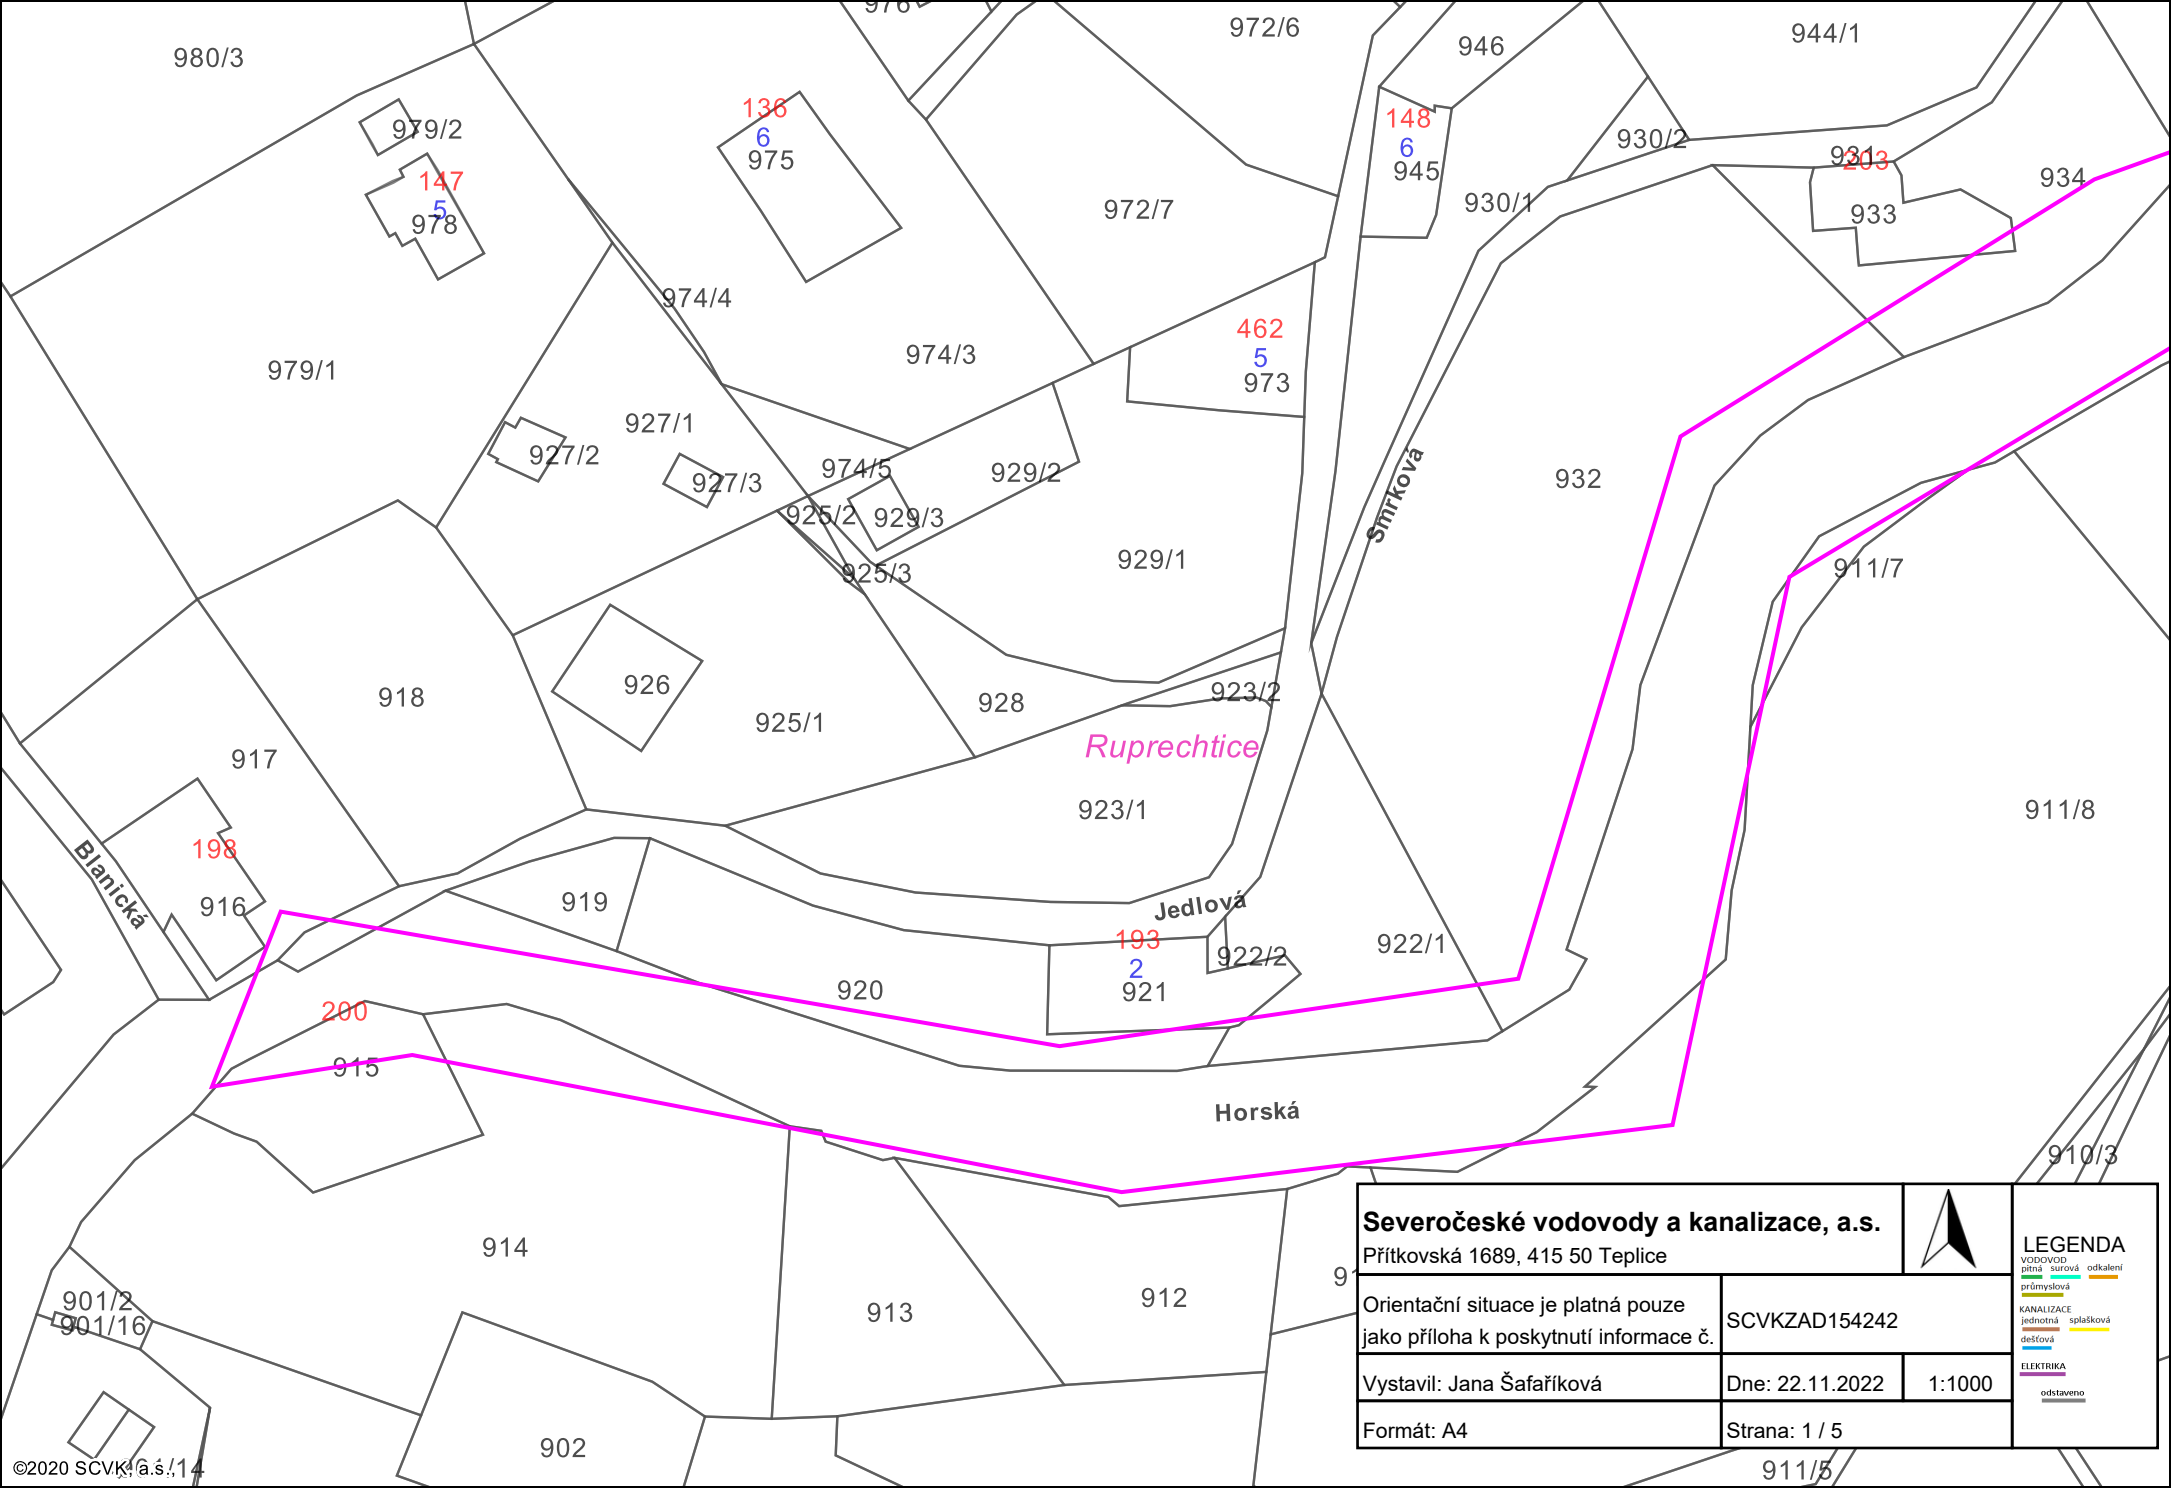 976
972/6
946
944/1
980/3
136
6
975
148
6
945
979/2
930/2
931
203
934
147
5
978
972/7
930/1
933
974/4
462
5
973
974/3
979/1
927/1
927/2
927/3
974/5
929/2
925/2
929/3
925/3
929/1
Smrková
932
911/7
926
918
925/1
928
923/2
Ruprechtice
917
923/1
911/8
198
Blanická
916
919
Jedlová
193
2
921
922/2
922/1
920
200
915
Horská
910/3
914
913
912
901/2
901/16
902
911/5
Severočeské vodovody a kanalizace, a.s.
Přítkovská 1689, 415 50 Teplice
Orientační situace je platná pouze
jako příloha k poskytnutí informace č.
SCVKZAD154242
Vystavil: Jana Šafaříková
Dne: 22.11.2022
1:1000
Formát: A4
Strana: 1 / 5
LEGENDA
VODOVOD
pitná surová odkalení
průmyslová
KANALIZACE
jednotná splašková
dešťová
ELEKTRIKA
odstaveno
©2020 SCVK, a.s.,